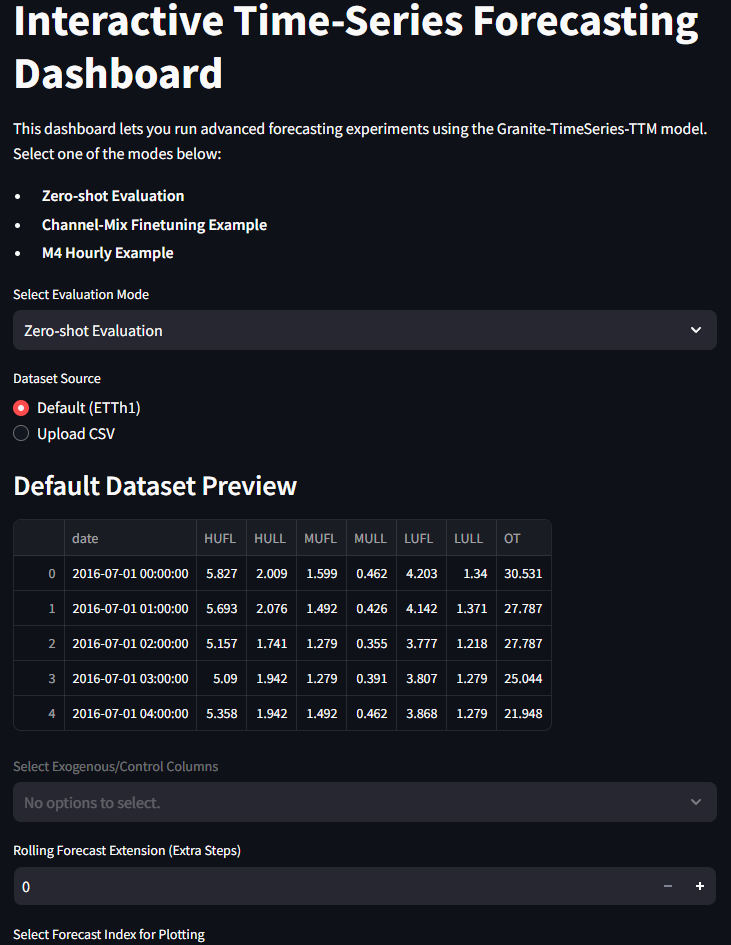 Interactive Time-Series Forecasting
Dashboard
This dashboard lets you run advanced forecasting experiments using the Granite-TimeSeries-TTM model.
Select one of the modes below:
• Zero-shot Evaluation
• Channel-Mix Finetuning Example
• M4 Hourly Example
Select Evaluation Mode
Zero-shot Evaluation
Dataset Source
Default (ETTh1)
Upload CSV
Default Dataset Preview
date HUFL HULL MUFL MULL LUFL LULL OT
0 2016-07-01 00:00:00 5.827 2.009 1.599 0.462 4.203 1.34 30.531
1 2016-07-01 01:00:00 5.693 2.076 1.492 0.426 4.142 1.371 27.787
2 2016-07-01 02:00:00 5.157 1.741 1.279 0.355 3.777 1.218 27.787
3 2016-07-01 03:00:00 5.09 1.942 1.279 0.391 3.807 1.279 25.044
4 2016-07-01 04:00:00 5.358 1.942 1.492 0.462 3.868 1.279 21.948
Select Exogenous/Control Columns
No options to select.
Rolling Forecast Extension (Extra Steps)
0
Select Forecast Index for Plotting